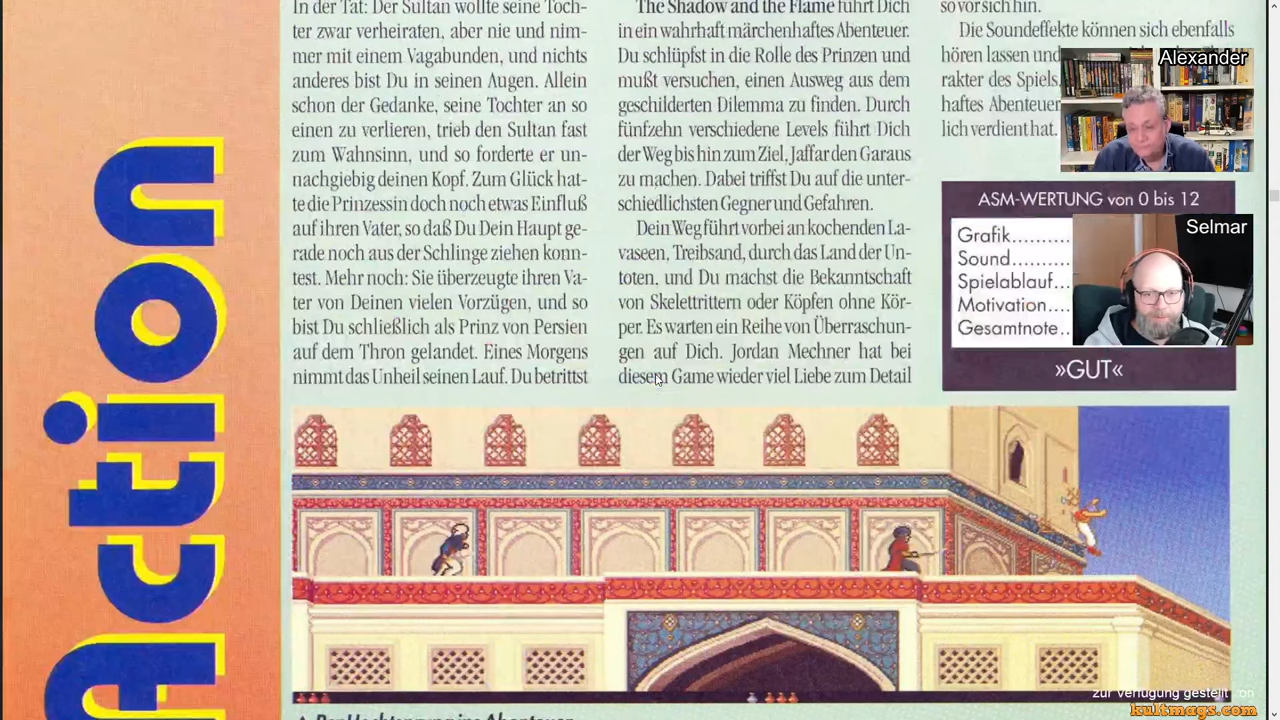 Action
In der Tat: Der Sultan wollte seine Toch-
ter zwar verheiraten, aber nie und nim-
mer mit einem Vagabunden, und nichts
anderes bist Du in seinen Augen. Allein
schon der Gedanke, seine Tochter an so
einen zu verlieren, trieb den Sultan fast
zum Wahnsinn, und so forderte er un-
nachgiebig deinen Kopf. Zum Glück hat-
te die Prinzessin doch noch etwas Einfluß
auf ihren Vater, so daß Du Dein Haupt ge-
rade noch aus der Schlinge ziehen konn-
test. Mehr noch: Sie überzeugte ihren Va-
ter von Deinen vielen Vorzügen, und so
bist Du schließlich als Prinz von Persien
auf dem Thron gelandet. Eines Morgens
nimmt das Unheil seinen Lauf. Du betrittst
The Shadow and the Flame führt Dich
in ein wahrhaft märchenhaftes Abenteuer.
Du schlüpfst in die Rolle des Prinzen und
mußt versuchen, einen Ausweg aus dem
geschilderten Dilemma zu finden. Durch
fünfzehn verschiedene Levels führt Dich
der Weg bis hin zum Ziel, Jaffar den Garaus
zu machen. Dabei triffst Du auf die unter-
schiedlichsten Gegner und Gefahren.
Dein Weg führt vorbei an kochenden La-
vaseen, Treibsand, durch das Land der Un-
toten, und Du machst die Bekanntschaft
von Skelettrittern oder Köpfen ohne Kör-
per. Es warten ein Reihe von Überraschun-
gen auf Dich. Jordan Mechner hat bei
diesem Game wieder viel Liebe zum Detail
so vor sich hin.
Die Soundeffekte können sich ebenfalls
hören lassen und
rakter des Spiels.
haftes Abenteuer
lich verdient hat.
Alexander
ASM-WERTUNG von 0 bis 12
Grafik..........
Sound.........
Spielablauf...
Motivation....
Gesamtnote..
»GUT«
Selmar
zur Verfügung gestellt von
kultmags.com